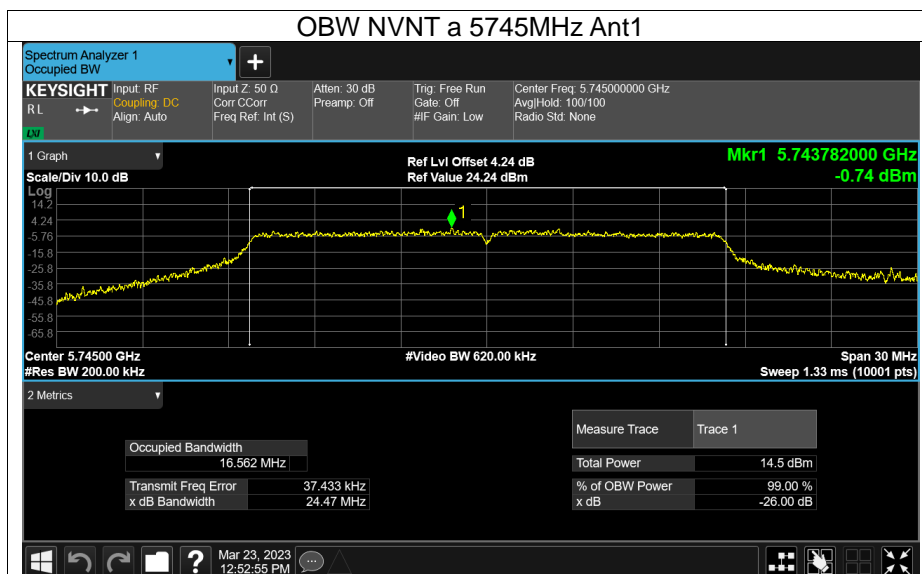 OBW NVNT a 5745MHz Ant1
Spectrum Analyzer 1
Occupied BW
KEYSIGHT Input: RF Input Z: 50 Ω Atten: 30 dB Trig: Free Run Center Freq: 5.745000000 GHz
RL Coupling: DC Corr CCorr Preamp: Off Gate: Off Avg|Hold: 100/100
Align: Auto Freq Ref: Int (S) #IF Gain: Low Radio Std: None
LXI
1 Graph Ref Lvl Offset 4.24 dB Mkr1 5.743782000 GHz
Scale/Div 10.0 dB Ref Value 24.24 dBm -0.74 dBm
Log
14.2
1
4.24
-5.76
-15.8
-25.8
-35.8
-45.8
-55.8
-65.8
Center 5.74500 GHz #Video BW 620.00 kHz Span 30 MHz
#Res BW 200.00 kHz Sweep 1.33 ms (10001 pts)
2 Metrics
Measure Trace Trace 1
Occupied Bandwidth
16.562 MHz Total Power 14.5 dBm
Transmit Freq Error 37.433 kHz % of OBW Power 99.00 %
x dB Bandwidth 24.47 MHz x dB -26.00 dB
Mar 23, 2023
12:52:55 PM